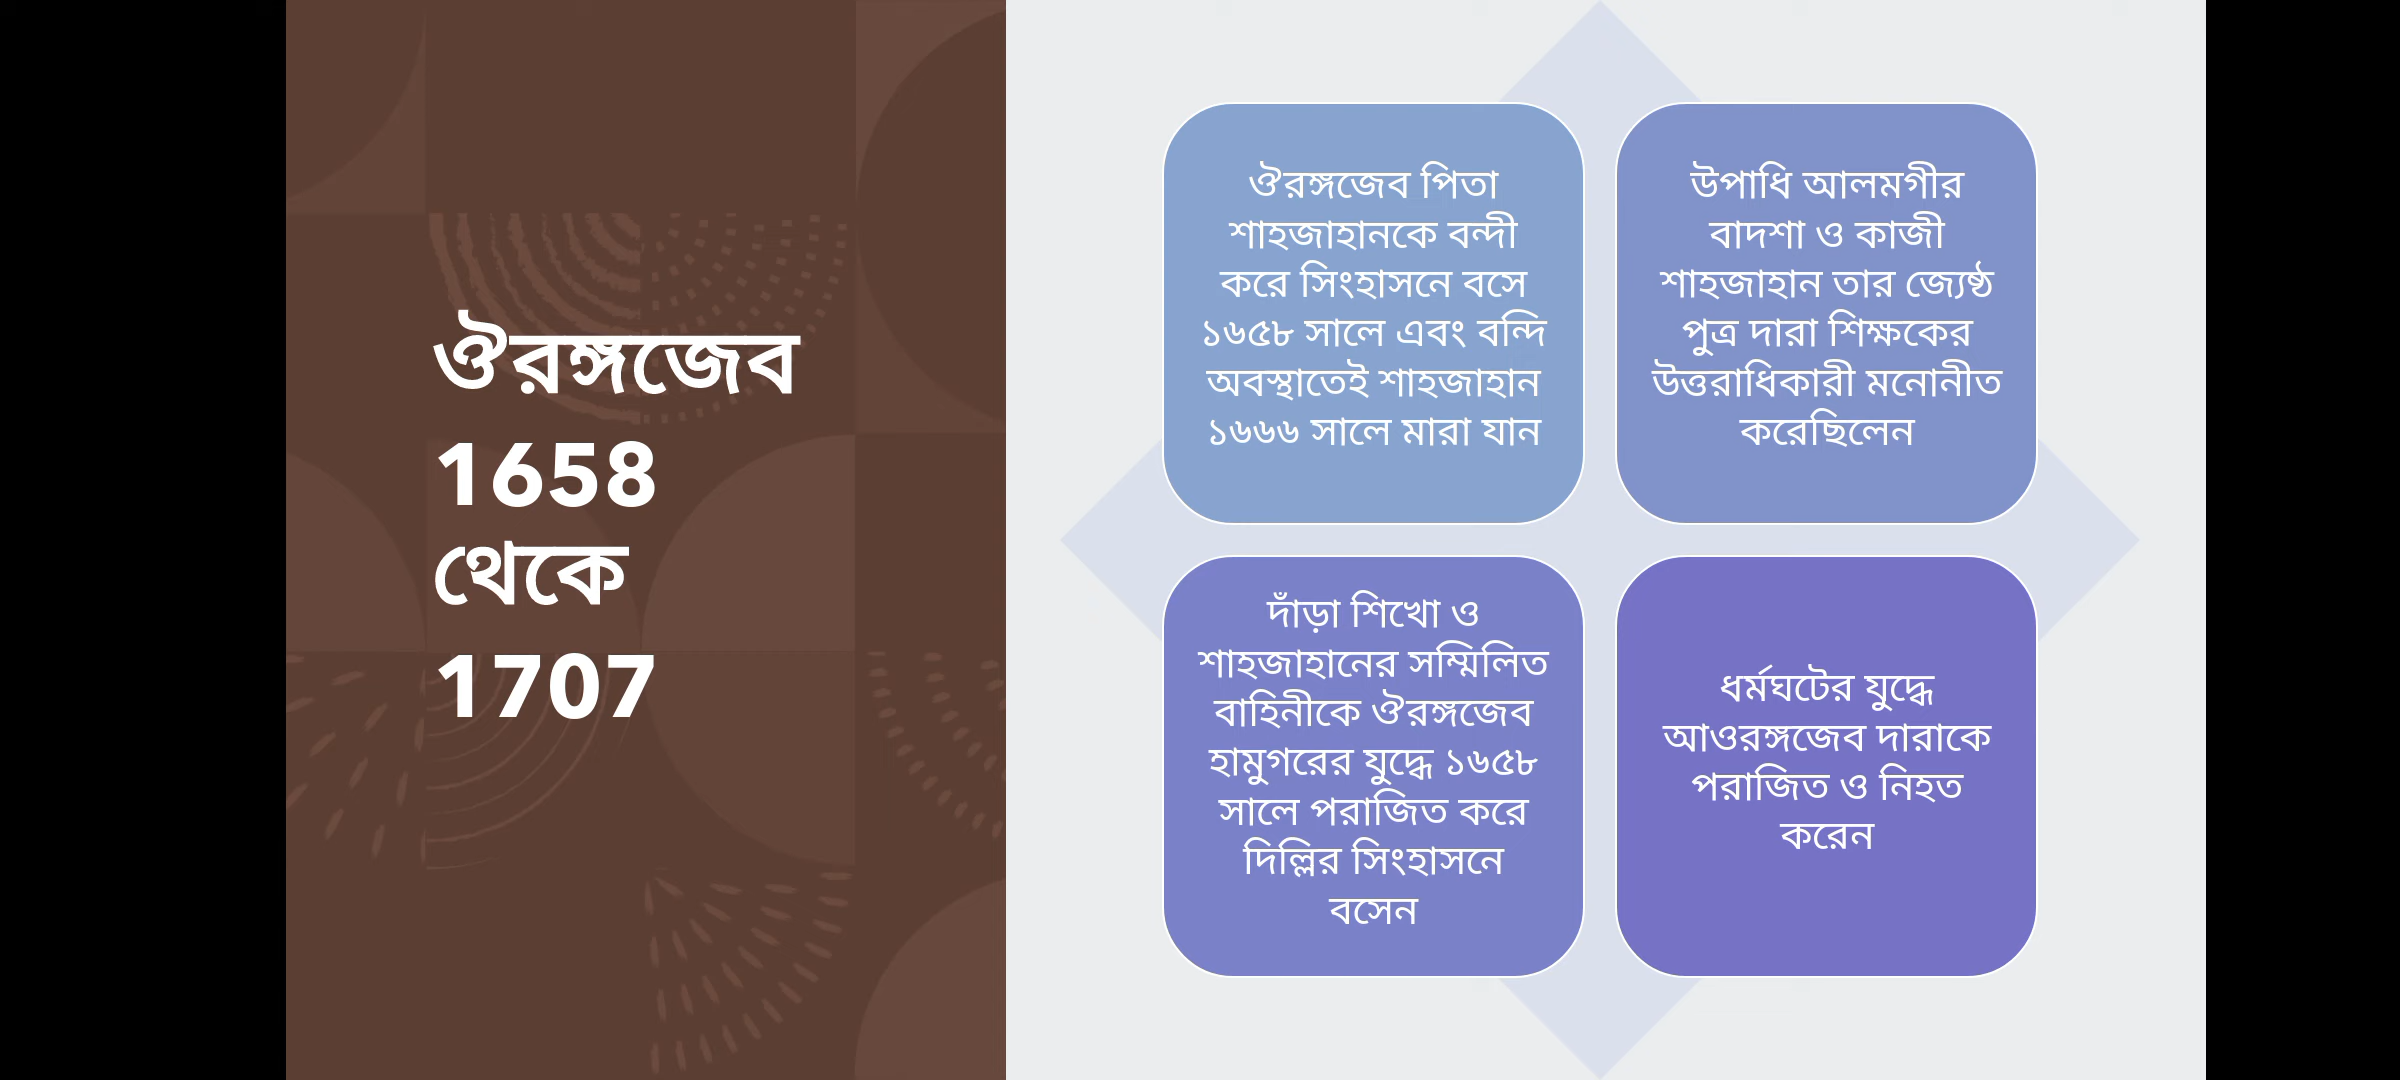 ঔরঙ্গজেব
1658
থেকে
1707
ঔরঙ্গজেব পিতা
শাহজাহানকে বন্দী
করে সিংহাসনে বসে
১৬৫৮ সালে এবং বন্দি
অবস্থাতেই শাহজাহান
১৬৬৬ সালে মারা যান
উপাধি আলমগীর
বাদশা ও কাজী
শাহজাহান তার জ্যেষ্ঠ
পুত্র দারা শিক্ষকের
উত্তরাধিকারী মনোনীত
করেছিলেন
দাঁড়া শিখো ও
শাহজাহানের সম্মিলিত
বাহিনীকে ঔরঙ্গজেব
হামুগরের যুদ্ধে ১৬৫৮
সালে পরাজিত করে
দিল্লির সিংহাসনে
বসেন
ধর্মঘটের যুদ্ধে
আওরঙ্গজেব দারাকে
পরাজিত ও নিহত
করেন